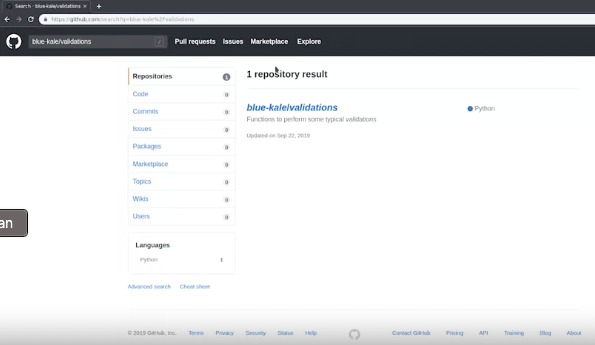 Search · blue-kale/validations
https://github.com/search?q=blue-kale%2Fvalidations
blue-kale/validations
/
Pull requests Issues Marketplace Explore
Repositories 1
Code 0
Commits 0
Issues 0
Packages 0
Marketplace 0
Topics 0
Wikis 0
Users 0
Languages
Python 1
Advanced search Cheat sheet
1 repository result
blue-kale/validations
Python
Functions to perform some typical validations
Updated on Sep 22, 2019
an
© 2019 GitHub, Inc. Terms Privacy Security Status Help Contact GitHub Pricing API Training Blog About